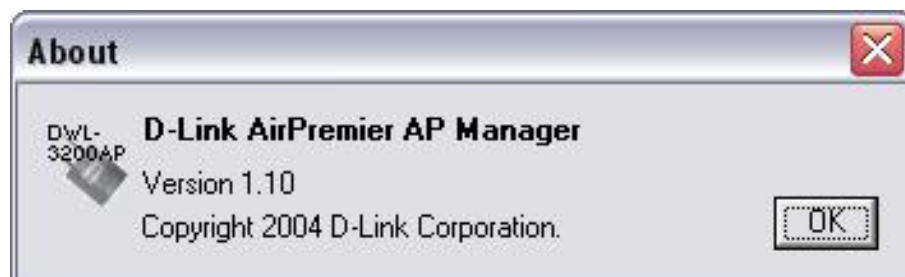 About
DWL-
3200AP
D-Link AirPremier AP Manager
Version 1.10
Copyright 2004 D-Link Corporation.
OK